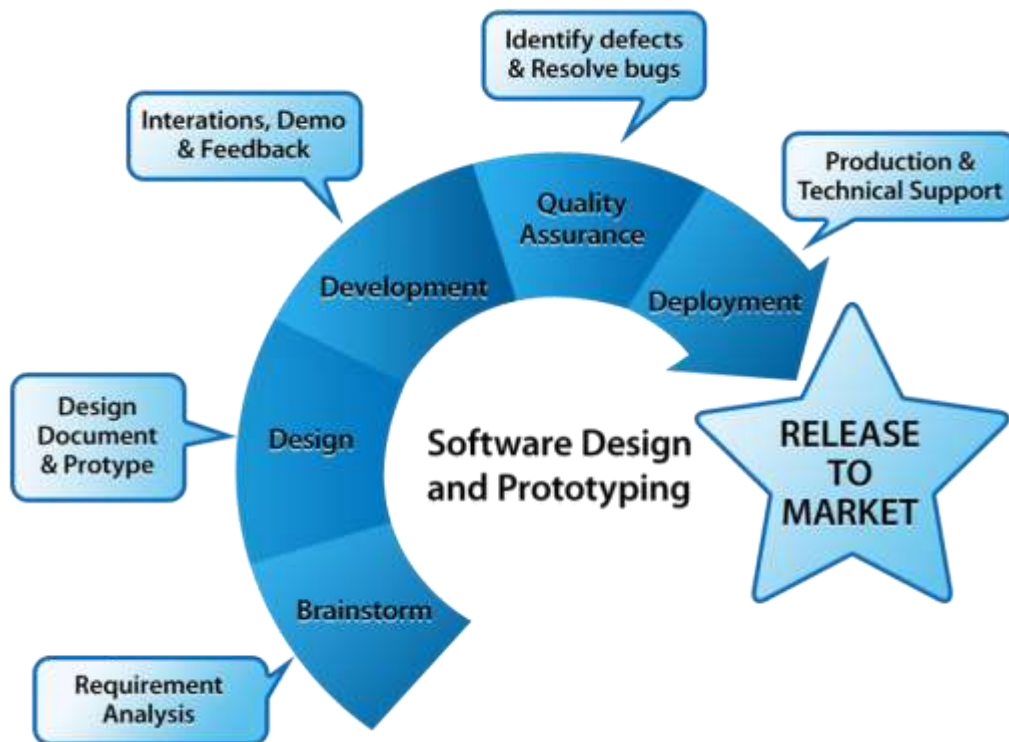 Identify defects
& Resolve bugs
Interations, Demo
& Feedback
Production &
Technical Support
Quality
Assurance
Development
Deployment
Design
Document
& Protype
Design
Software Design
and Prototyping
RELEASE
TO
MARKET
Brainstorm
Requirement
Analysis